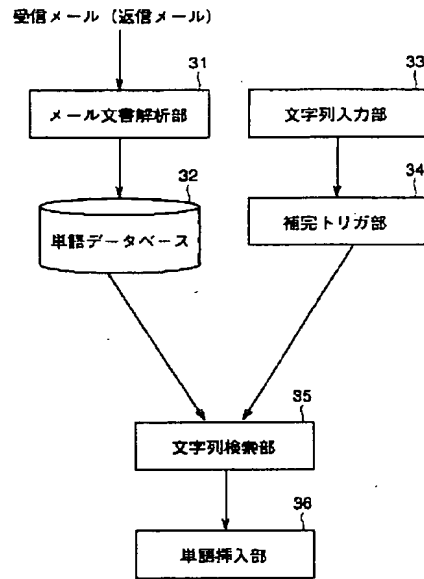 受信メール（返信メール）
31
メール文書解析部
33
文字列入力部
32
単語データベース
34
補完トリガ部
35
文字列検索部
36
単語挿入部